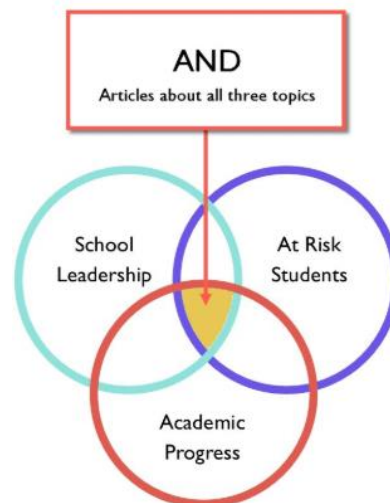 AND
Articles about all three topics
School
Leadership
At Risk
Students
Academic
Progress